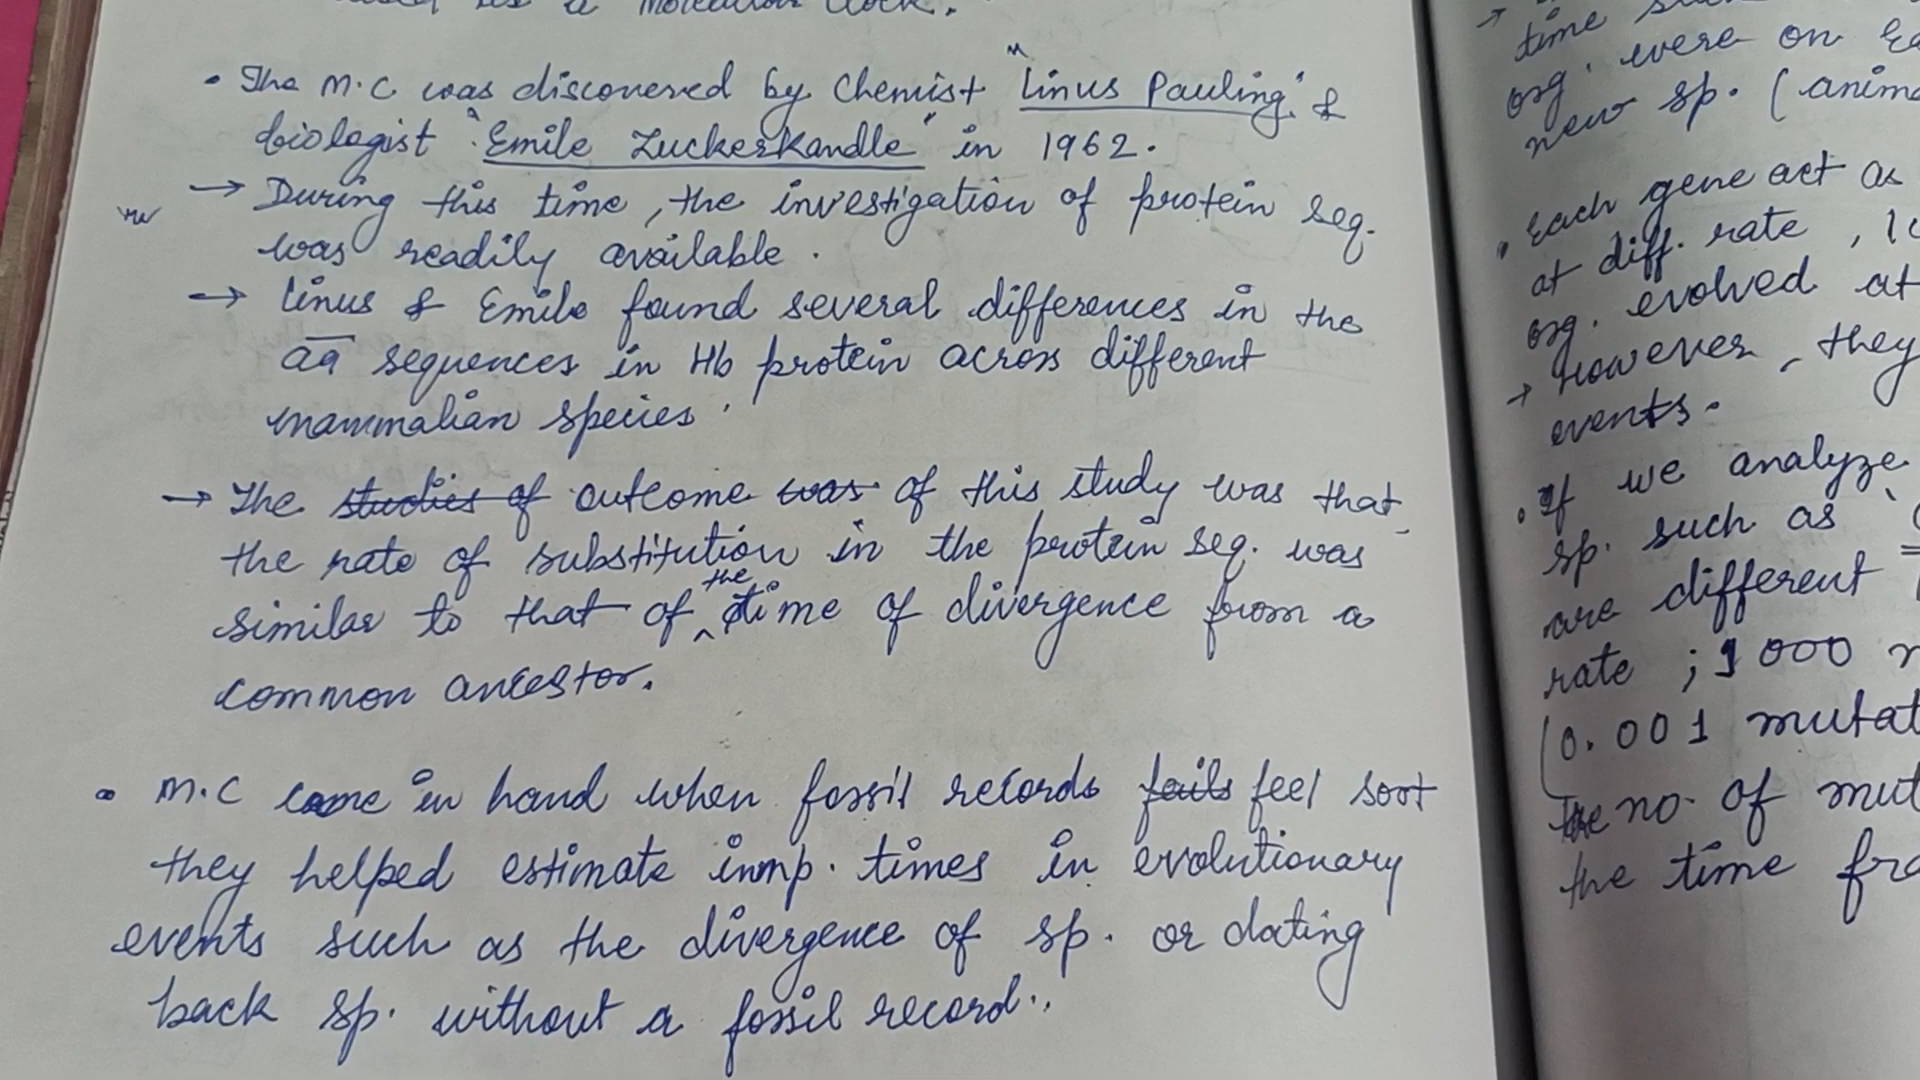 as a molecular clock.
• The M.C was discovered by Chemist "Linus Pauling" &
biologist "Emile Zuckerkandle" in 1962.
→ During this time, the investigation of protein seq.
was readily available.
→ Linus & Emile found several differences in the
aa sequences in Hb protein across different
mammalian species.
→ The studies of outcome was of this study was that
the rate of substitution in the protein seq. was
similar to that of the time of divergence from a
common ancestor.
• M.C come in hand when fossil records fails feel soot
they helped estimate inmp. times in evolutionary
events such as the divergence of sp. or dating
back sp. without a fossil record..
time
org. were on
new sp. (
• Each gene act as
at diff. rate,
org. evolved at
→ However, they
events.
• If we analyze
sp. such as
are different
rate ; 1000
(0.001
the no. of
the time